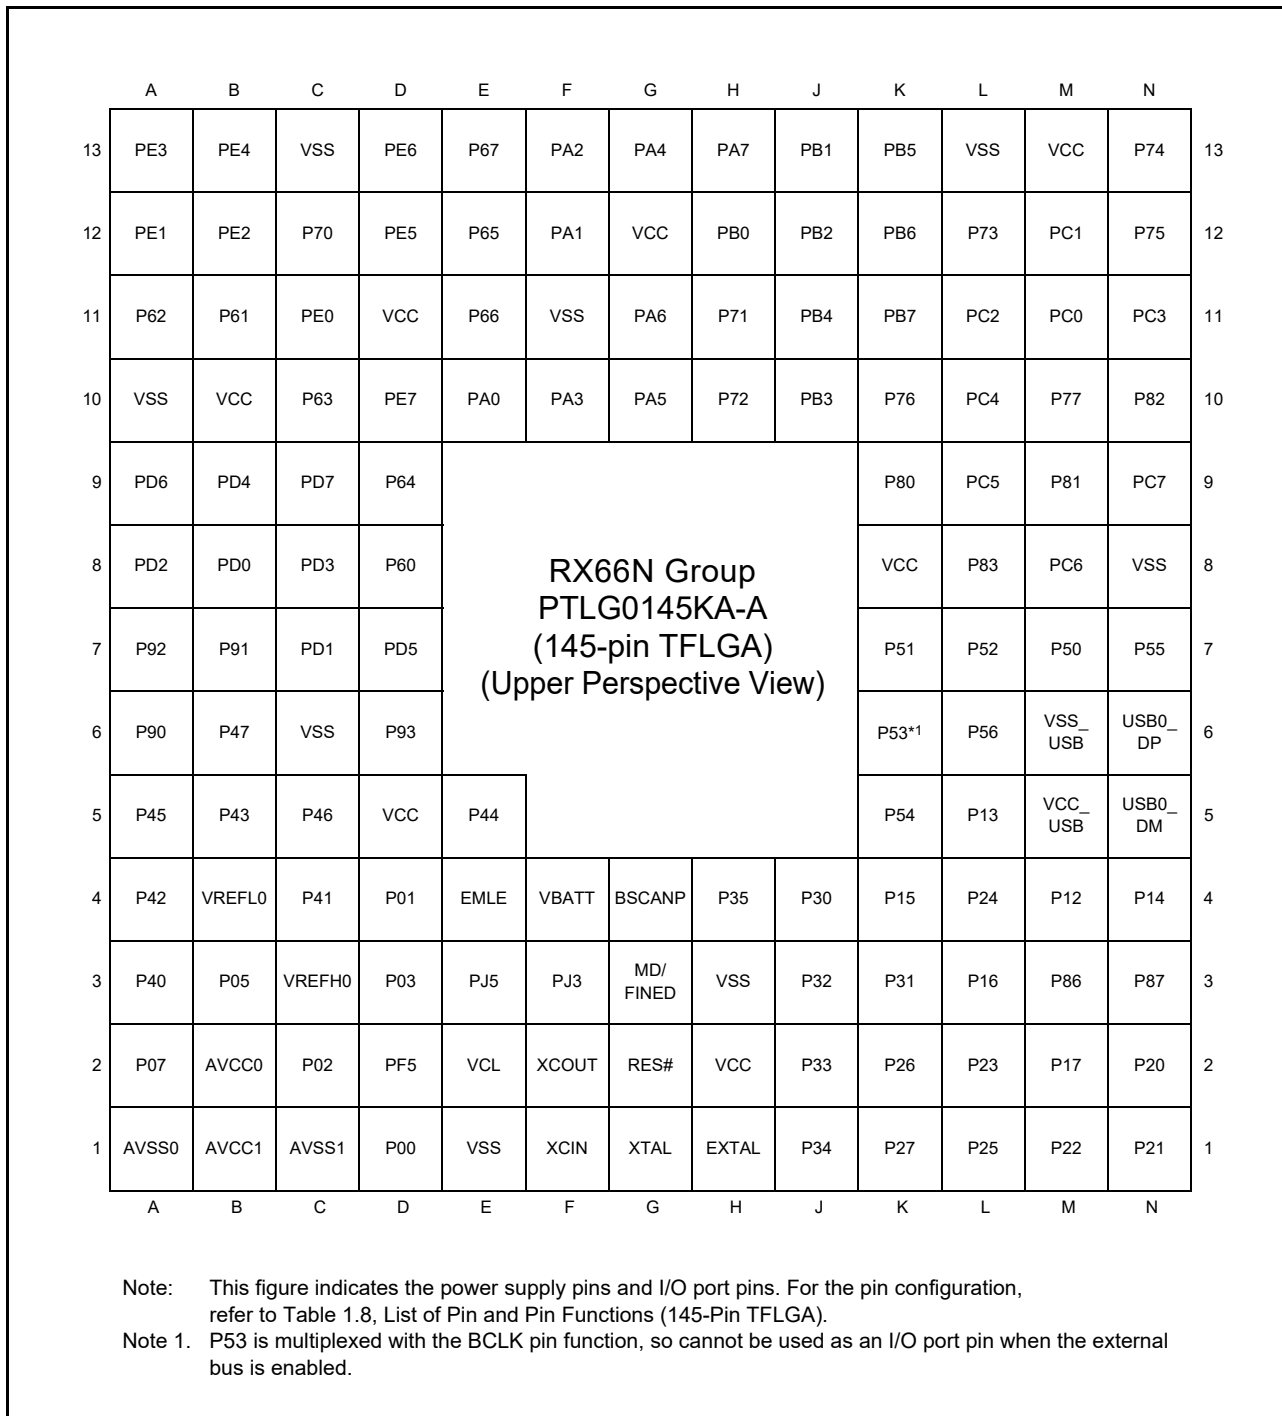 A B C D E F G H J K L M N
13 PE3 PE4 VSS PE6 P67 PA2 PA4 PA7 PB1 PB5 VSS VCC P74 13
12 PE1 PE2 P70 PE5 P65 PA1 VCC PB0 PB2 PB6 P73 PC1 P75 12
11 P62 P61 PE0 VCC P66 VSS PA6 P71 PB4 PB7 PC2 PC0 PC3 11
10 VSS VCC P63 PE7 PA0 PA3 PA5 P72 PB3 P76 PC4 P77 P82 10
9 PD6 PD4 PD7 P64 P80 PC5 P81 PC7 9
8 PD2 PD0 PD3 P60 VCC P83 PC6 VSS 8
RX66N Group
PTLG0145KA-A
(145-pin TFLGA)
(Upper Perspective View)
7 P92 P91 PD1 PD5 P51 P52 P50 P55 7
6 P90 P47 VSS P93 P53*1 P56 VSS_ USB USB0_ DP 6
5 P45 P43 P46 VCC P44 P54 P13 VCC_ USB USB0_ DM 5
4 P42 VREFL0 P41 P01 EMLE VBATT BSCANP P35 P30 P15 P24 P12 P14 4
3 P40 P05 VREFH0 P03 PJ5 PJ3 MD/ FINED VSS P32 P31 P16 P86 P87 3
2 P07 AVCC0 P02 PF5 VCL XCOUT RES# VCC P33 P26 P23 P17 P20 2
1 AVSS0 AVCC1 AVSS1 P00 VSS XCIN XTAL EXTAL P34 P27 P25 P22 P21 1
A B C D E F G H J K L M N
Note: This figure indicates the power supply pins and I/O port pins. For the pin configuration,
refer to Table 1.8, List of Pin and Pin Functions (145-Pin TFLGA).
Note 1. P53 is multiplexed with the BCLK pin function, so cannot be used as an I/O port pin when the external
bus is enabled.